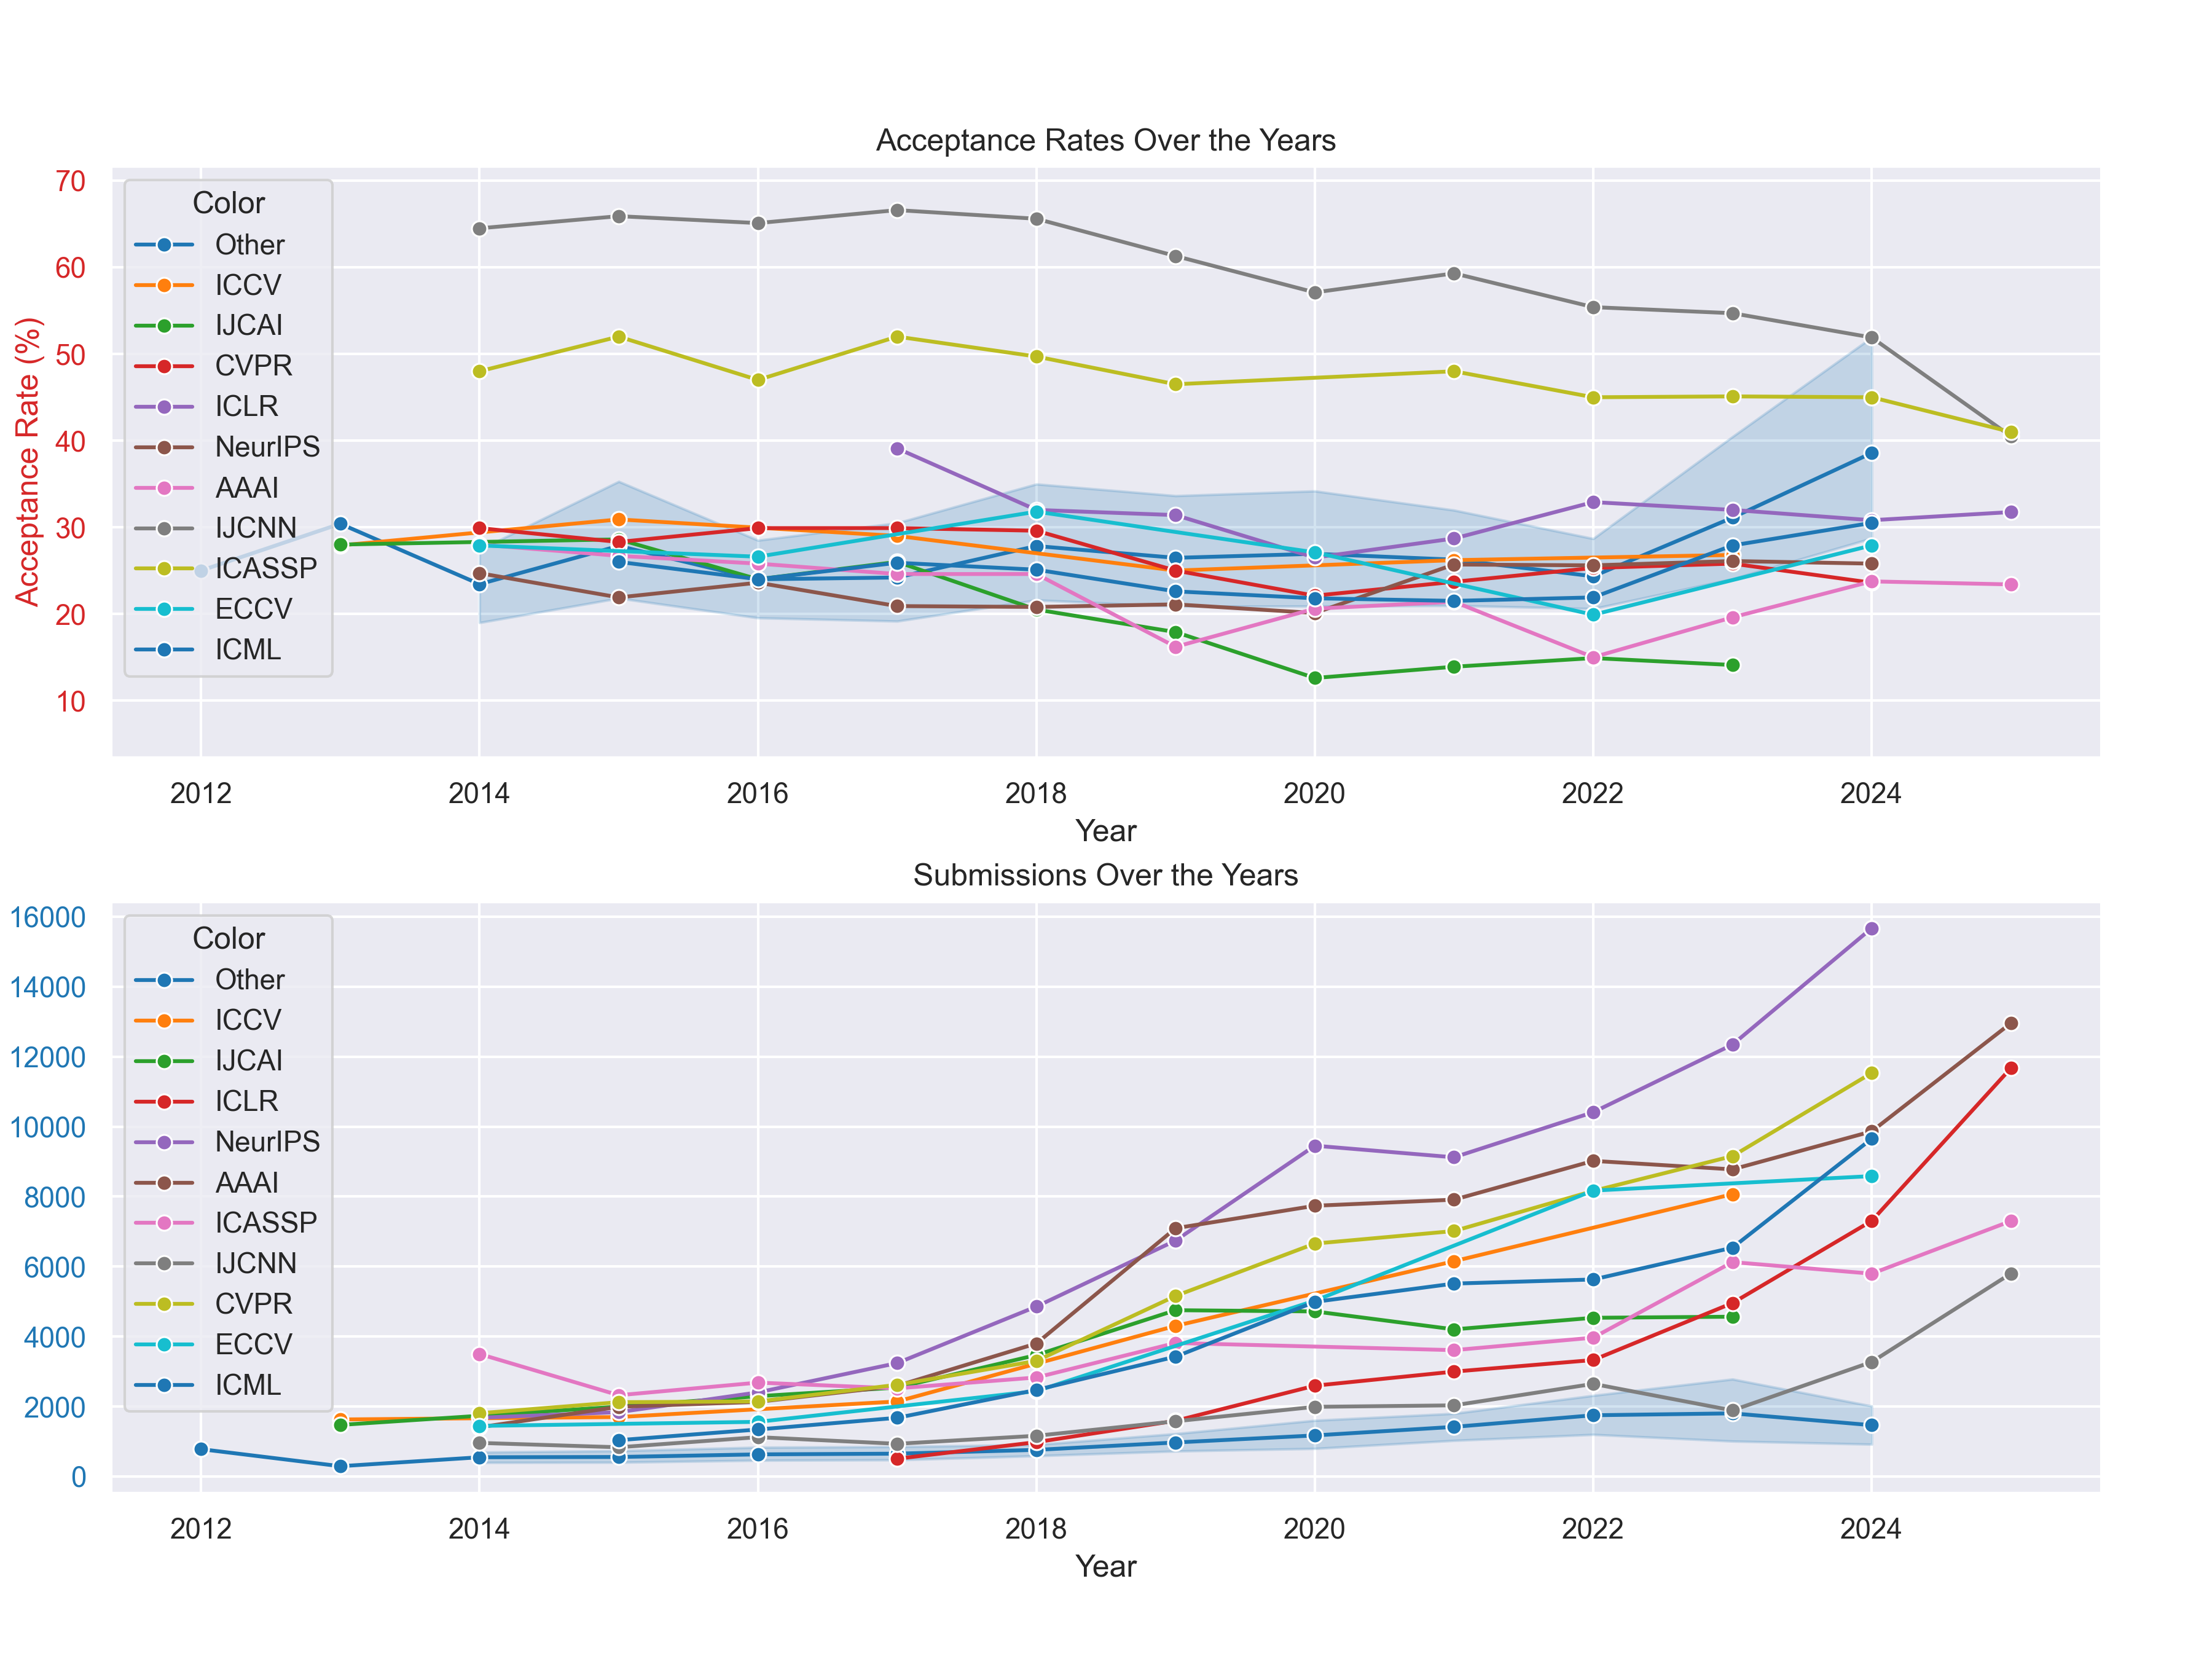 Acceptance Rates Over the Years
Acceptance Rate (%)
70
60
50
40
30
20
10
Color
Other
ICCV
IJCAI
CVPR
ICLR
NeurIPS
AAAI
IJCNN
ICASSP
ECCV
ICML
2012 2014 2016 2018 2020 2022 2024
Year
Submissions Over the Years
16000
14000
12000
10000
8000
6000
4000
2000
0
Color
Other
ICCV
IJCAI
ICLR
NeurIPS
AAAI
ICASSP
IJCNN
CVPR
ECCV
ICML
2012 2014 2016 2018 2020 2022 2024
Year